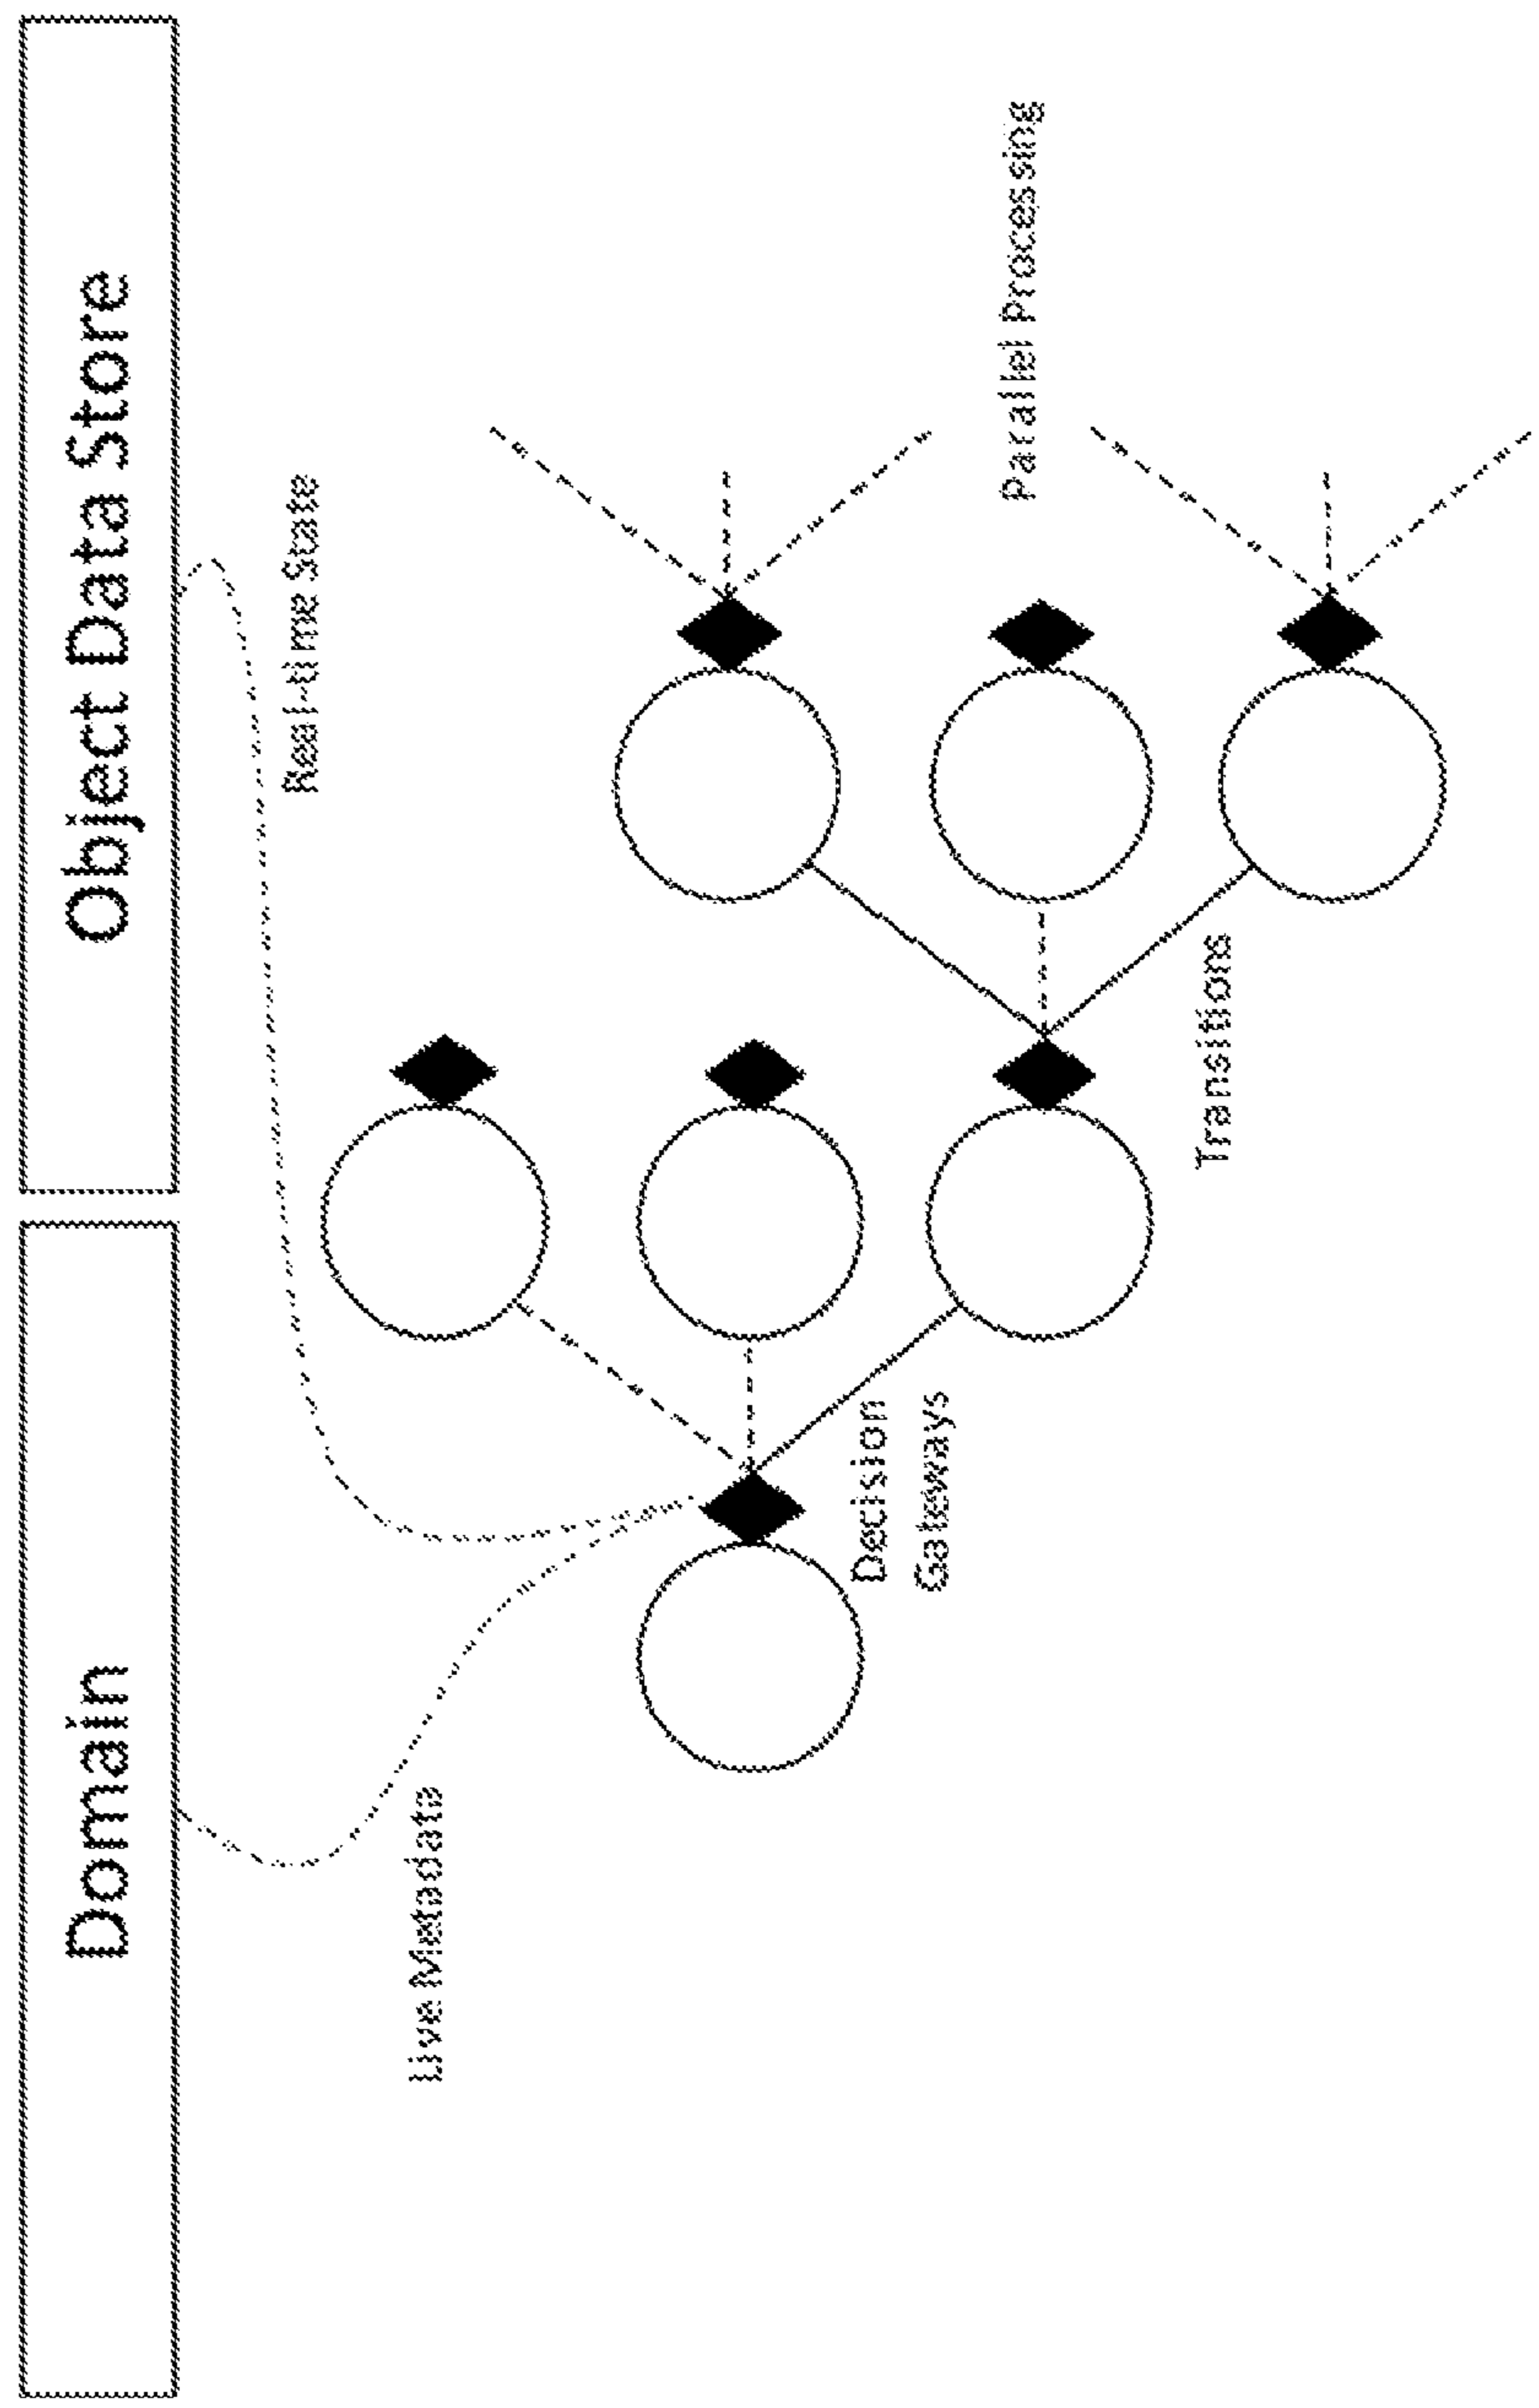 Domain
Object Data Store
Real-time State
Live Metadata
Decision
Gateways
Transitions
Parallel Processing